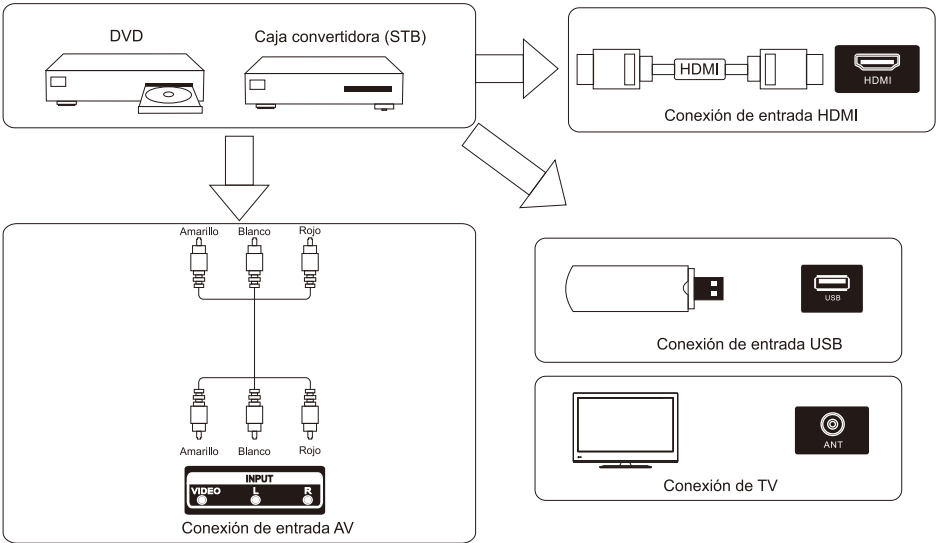 DVD
Caja convertidora (STB)
HDMI
HDMI
Conexión de entrada HDMI
Amarillo Blanco Rojo
Amarillo Blanco Rojo
INPUT
VIDEO L R
Conexión de entrada AV
USB
Conexión de entrada USB
ANT
Conexión de TV